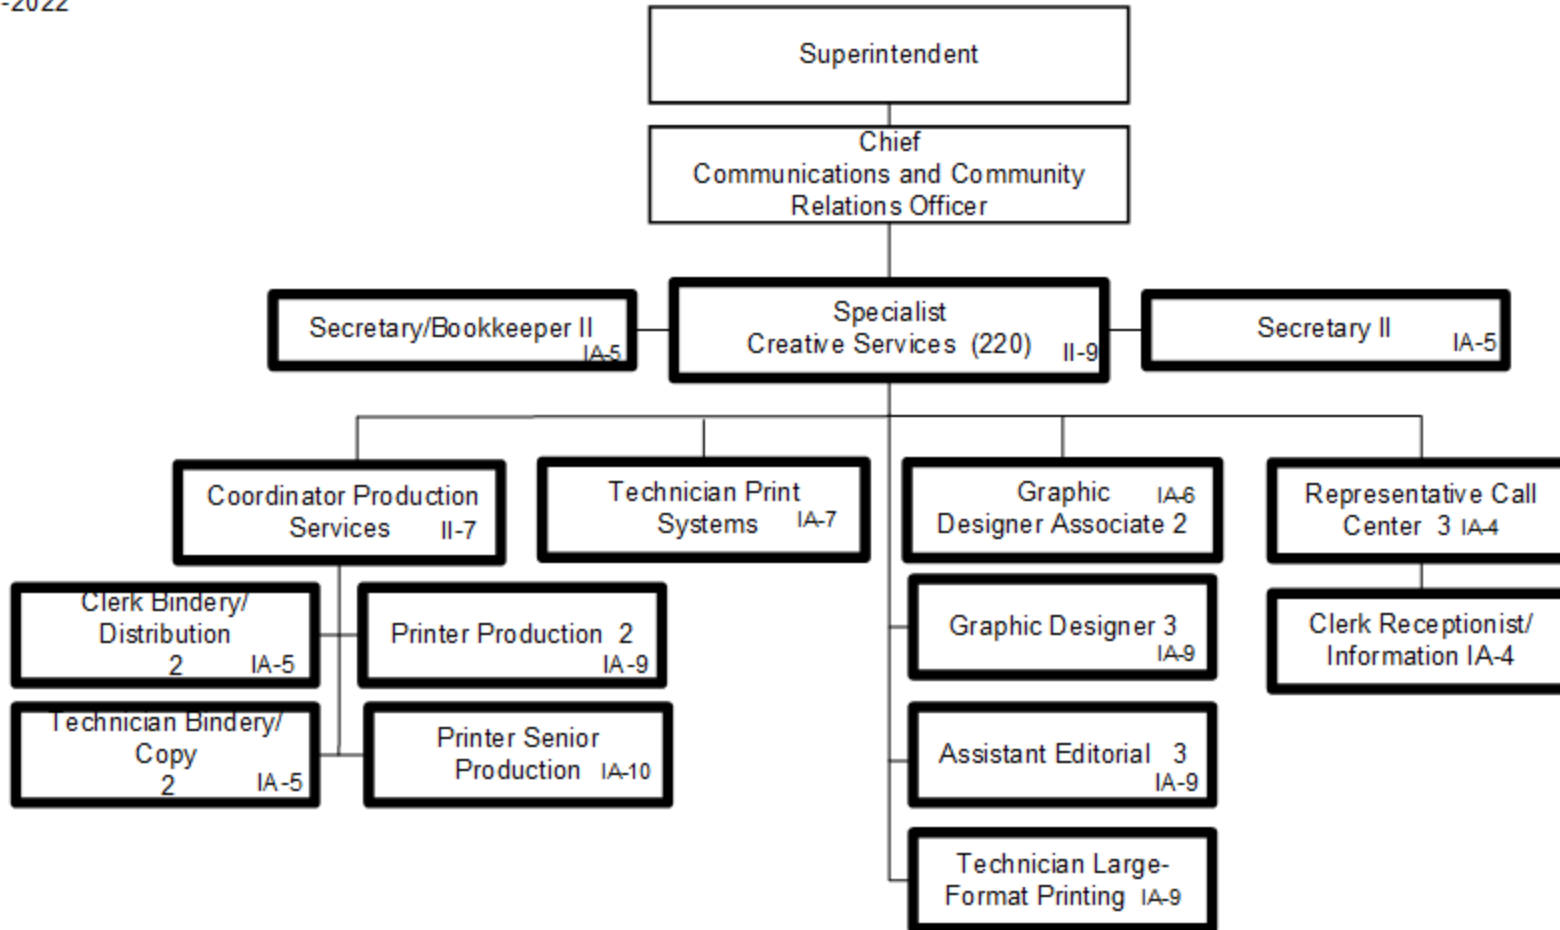 -2022
Superintendent
Chief
Communications and Community
Relations Officer
Secretary/Bookkeeper II
IA-5
Specialist
Creative Services (220)
II-9
Secretary II
IA-5
Coordinator Production
Services II-7
Technician Print
Systems IA-7
Graphic IA-6
Designer Associate 2
Representative Call
Center 3 IA-4
Clerk Bindery/
Distribution
2 IA-5
Printer Production 2
IA-9
Graphic Designer 3
IA-9
Clerk Receptionist/
Information IA-4
Technician Bindery/
Copy
2 IA-5
Printer Senior
Production IA-10
Assistant Editorial 3
IA-9
Technician Large-
Format Printing IA-9